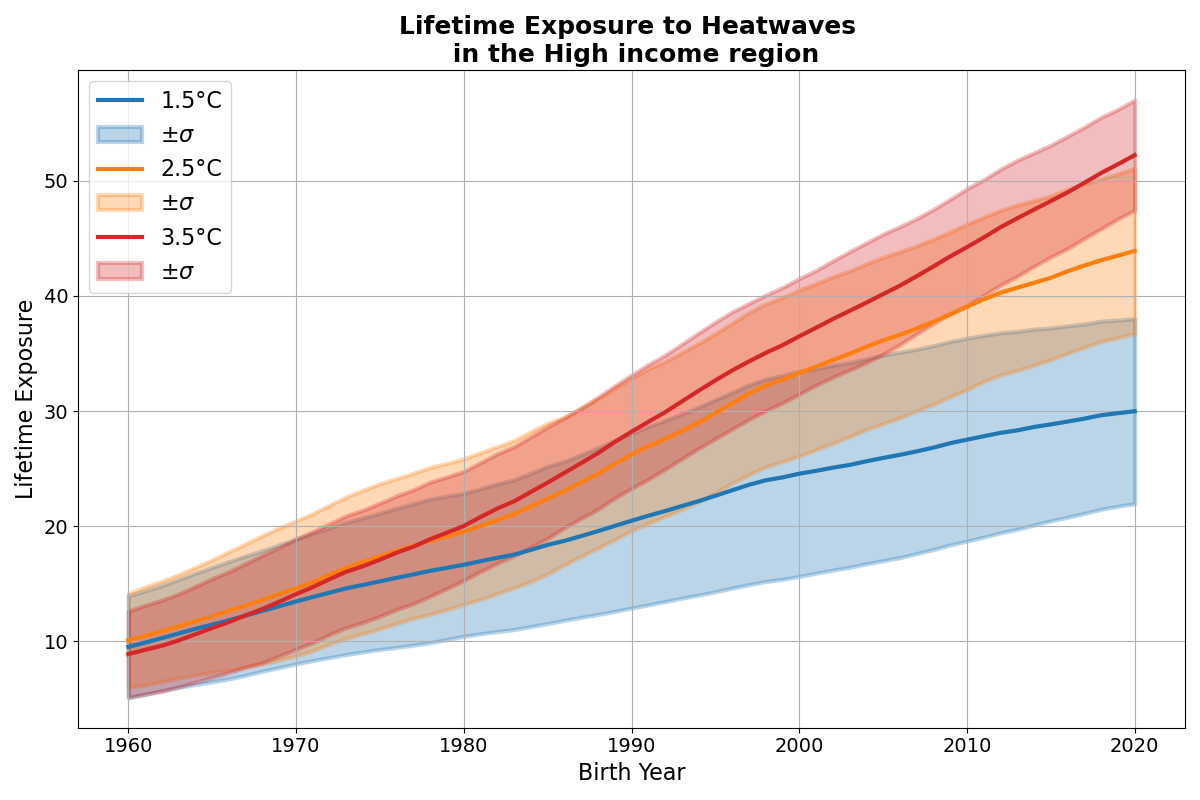 Lifetime Exposure to Heatwaves
in the High income region
1.5°C
±σ
2.5°C
±σ
3.5°C
±σ
Lifetime Exposure
50
40
30
20
10
1960 1970 1980 1990 2000 2010 2020
Birth Year